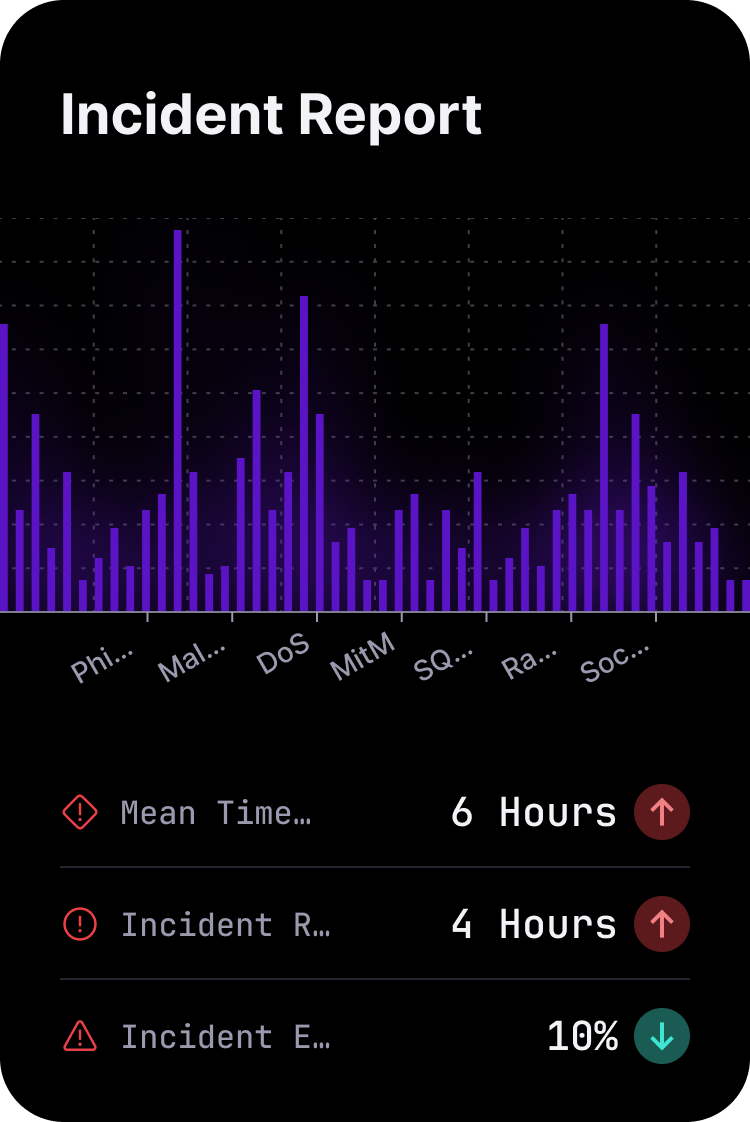 Incident Report
Phi...
Mal...
DoS
MitM
SQ...
Ra...
Soc...
Mean Time…
6 Hours
Incident R…
4 Hours
Incident E…
10%